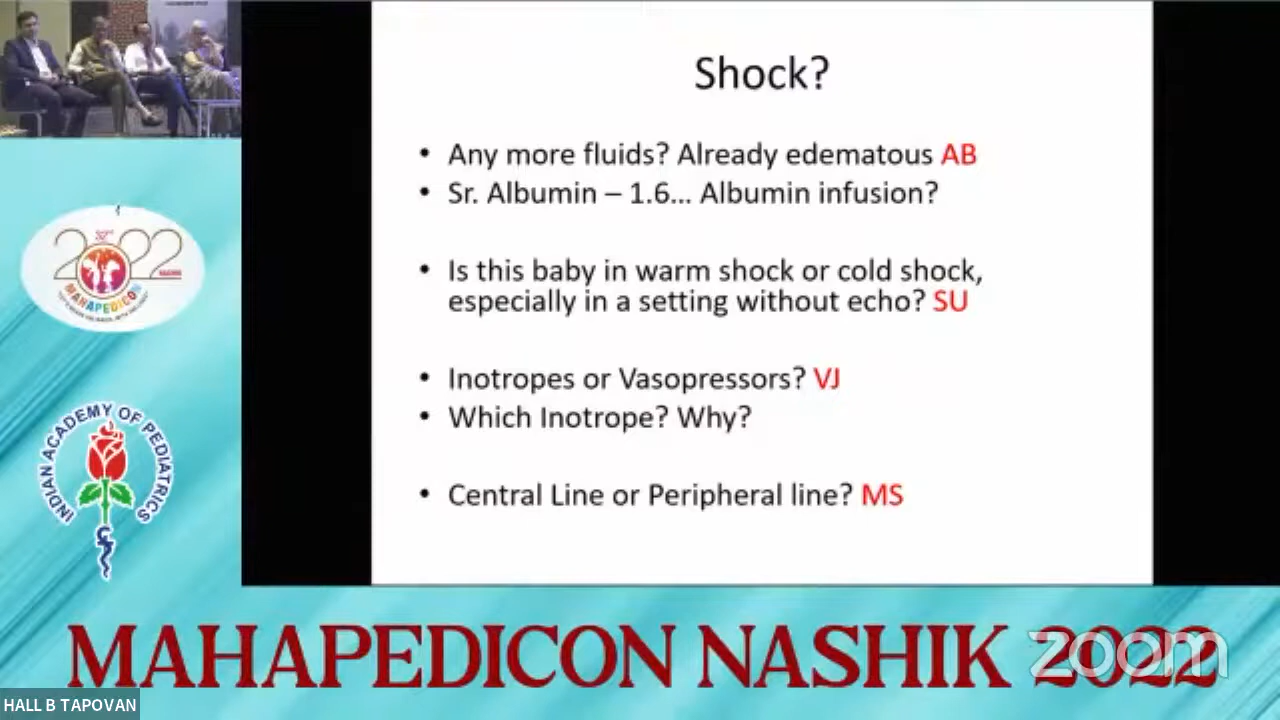 Shock?
• Any more fluids? Already edematous AB
• Sr. Albumin – 1.6... Albumin infusion?
• Is this baby in warm shock or cold shock,
especially in a setting without echo? SU
• Inotropes or Vasopressors? VJ
• Which Inotrope? Why?
• Central Line or Peripheral line? MS
2022
MAHAPEDICON
INDIAN ACADEMY OF PEDIATRICS
MAHAPEDICON NASHIK 2022
zoom
HALL B TAPOVAN